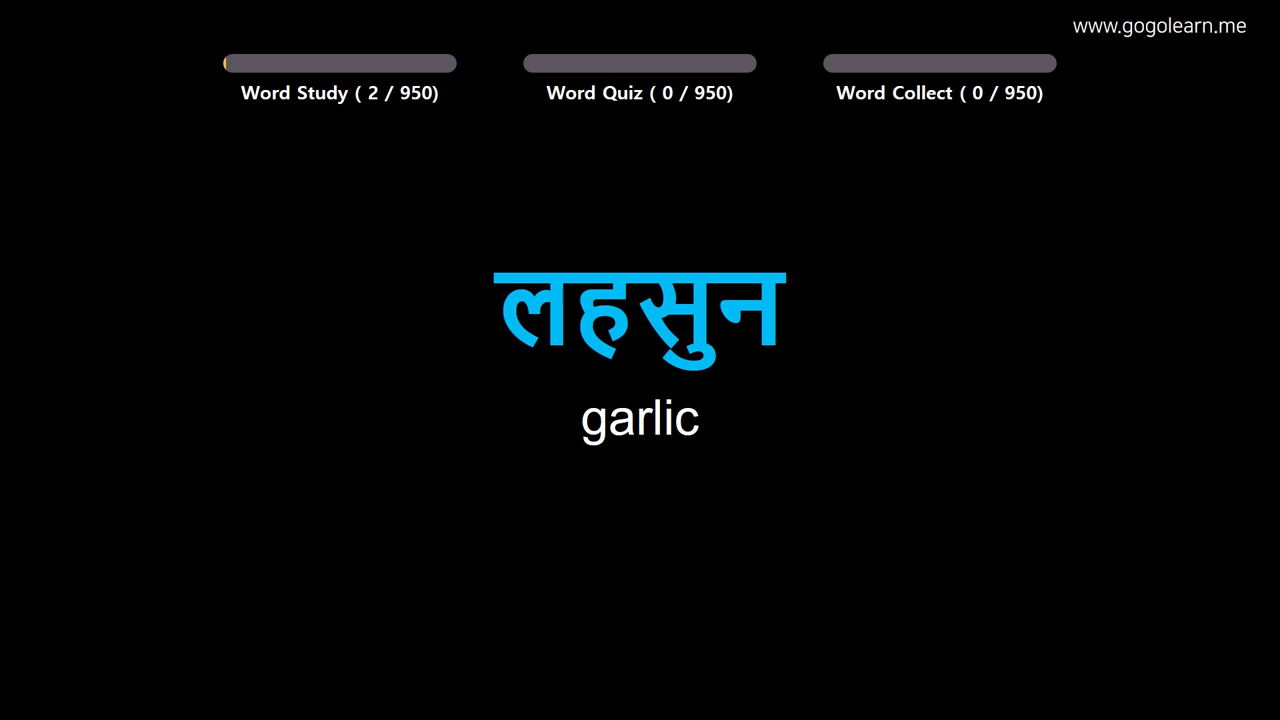 www.gogolearn.me
Word Study ( 2 / 950) Word Quiz ( 0 / 950) Word Collect ( 0 / 950)
लहसुन
garlic